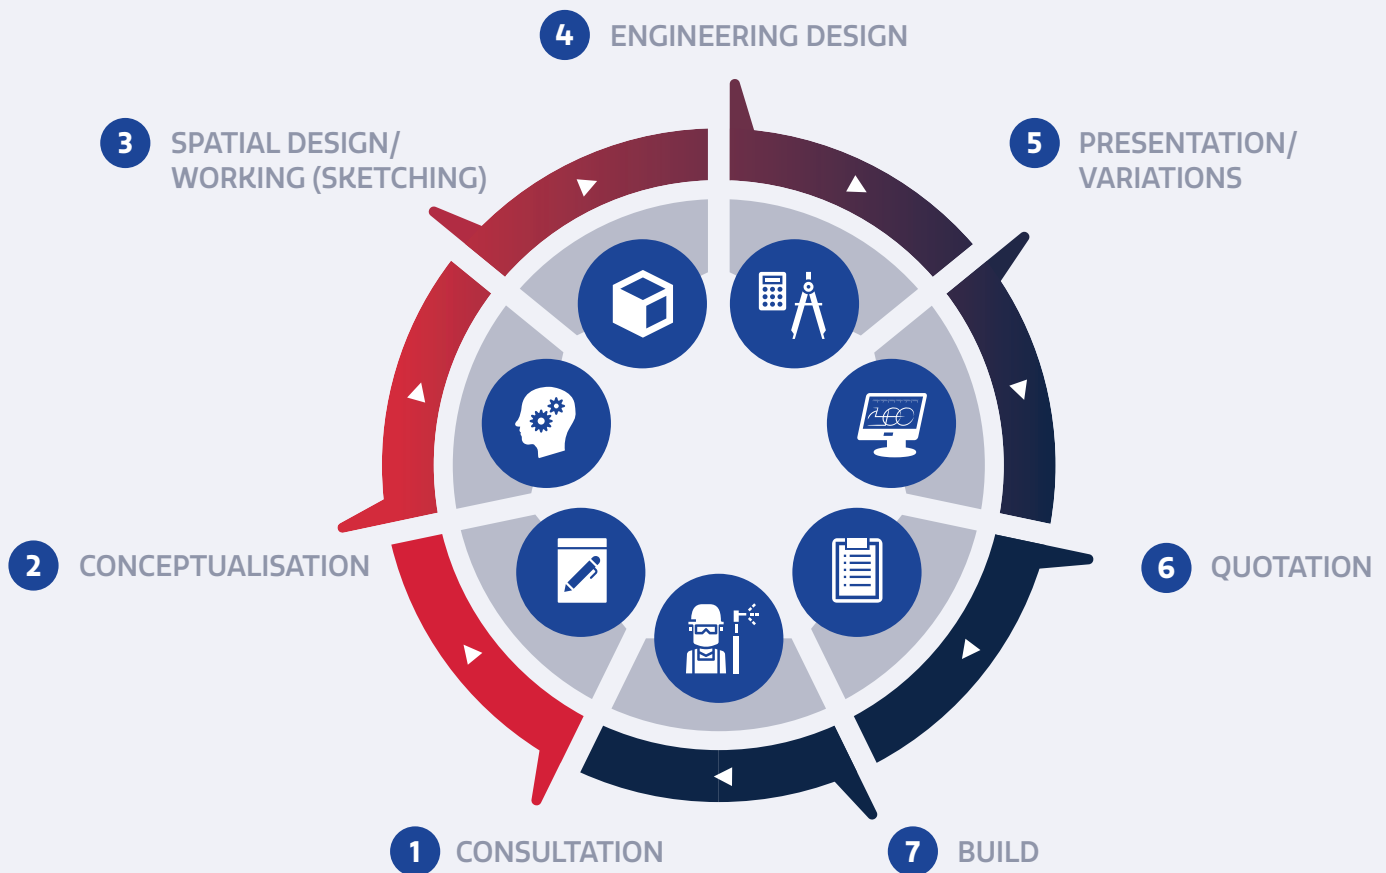 4 ENGINEERING DESIGN
3 SPATIAL DESIGN/
WORKING (SKETCHING)
5 PRESENTATION/
VARIATIONS
2 CONCEPTUALISATION
6 QUOTATION
1 CONSULTATION
7 BUILD